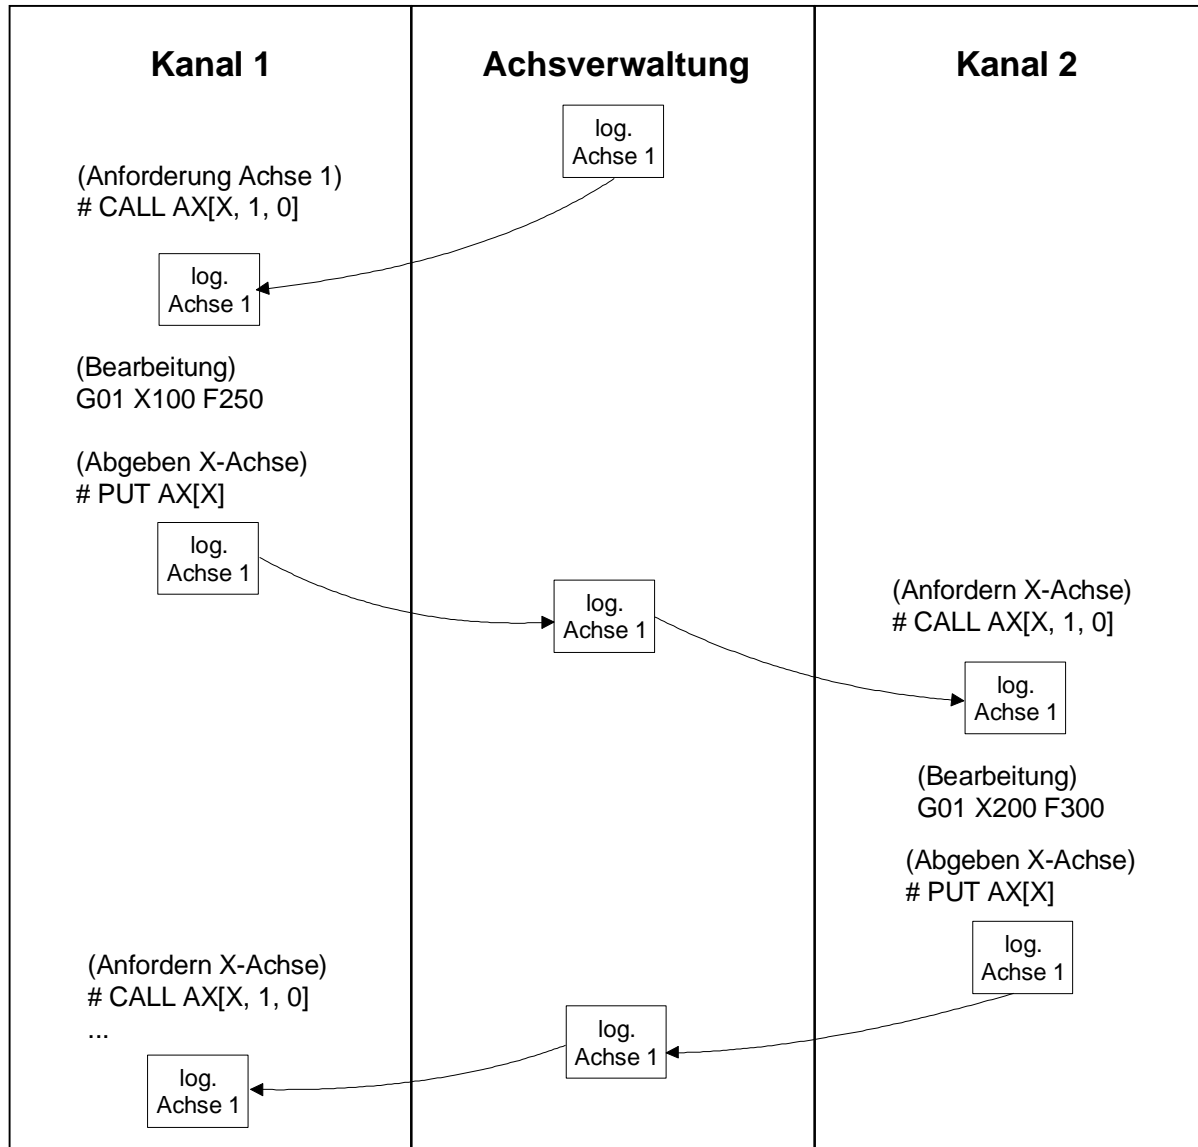 Kanal 1
Achsverwaltung
Kanal 2
log.
Achse 1
(Anforderung Achse 1)
# CALL AX[X, 1, 0]
log.
Achse 1
(Bearbeitung)
G01 X100 F250
(Abgeben X-Achse)
# PUT AX[X]
log.
Achse 1
log.
Achse 1
(Anfordern X-Achse)
# CALL AX[X, 1, 0]
log.
Achse 1
(Bearbeitung)
G01 X200 F300
(Abgeben X-Achse)
# PUT AX[X]
log.
Achse 1
(Anfordern X-Achse)
# CALL AX[X, 1, 0]
...
log.
Achse 1
log.
Achse 1